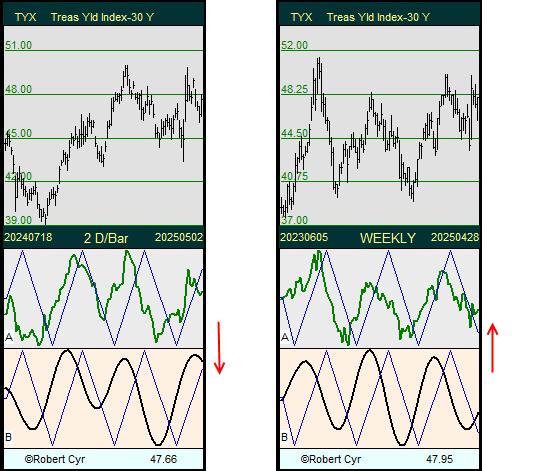 TYX Treas Yld Index-30 Y
51.00
48.00
45.00
42.00
39.00
20240718 2 D/Bar 20250502
A
B
©Robert Cyr 47.66
TYX Treas Yld Index-30 Y
52.00
48.25
44.50
40.75
37.00
20230605 WEEKLY 20250428
A
B
©Robert Cyr 47.95